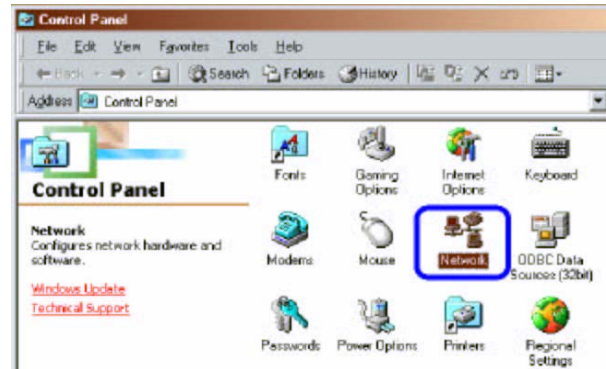 Control Panel
File Edit View Favorites Tools Help
Back Search Folders History
Address Control Panel
Control Panel
Network
Configures network hardware and
software.
Windows Update
Technical Support
Fonts
Gaming
Options
Internet
Options
Keyboard
Modems
Mouse
Network
ODBC Data
Sources (32bit)
Passwords
Power Options
Printers
Regional
Settings